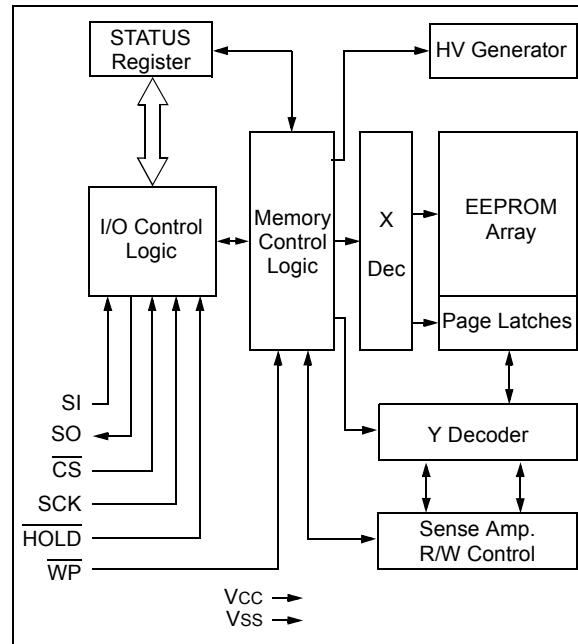 STATUS
Register
HV Generator
I/O Control
Logic
Memory
Control
Logic
X
Dec
EEPROM
Array
Page Latches
SI
SO
CS
SCK
HOLD
WP
Y Decoder
Sense Amp.
R/W Control
VCC
VSS